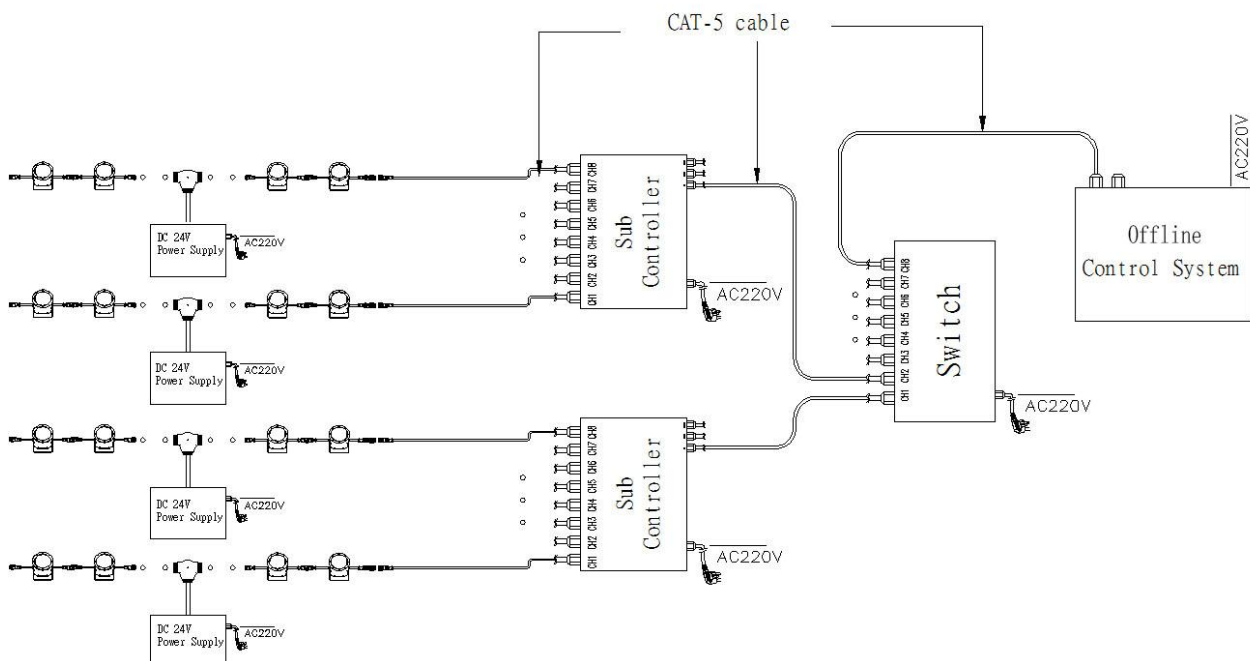 CAT-5 cable
AC220V
Offline
Control System
CH8
CH7
CH6
CH5
CH4
CH3
CH2
CH1
Sub
Controller
AC220V
DC 24V
Power Supply
AC220V
DC 24V
Power Supply
AC220V
CH8
CH7
CH6
CH5
CH4
CH3
CH2
CH1
Switch
AC220V
CH8
CH7
CH6
CH5
CH4
CH3
CH2
CH1
Sub
Controller
AC220V
DC 24V
Power Supply
AC220V
DC 24V
Power Supply
AC220V